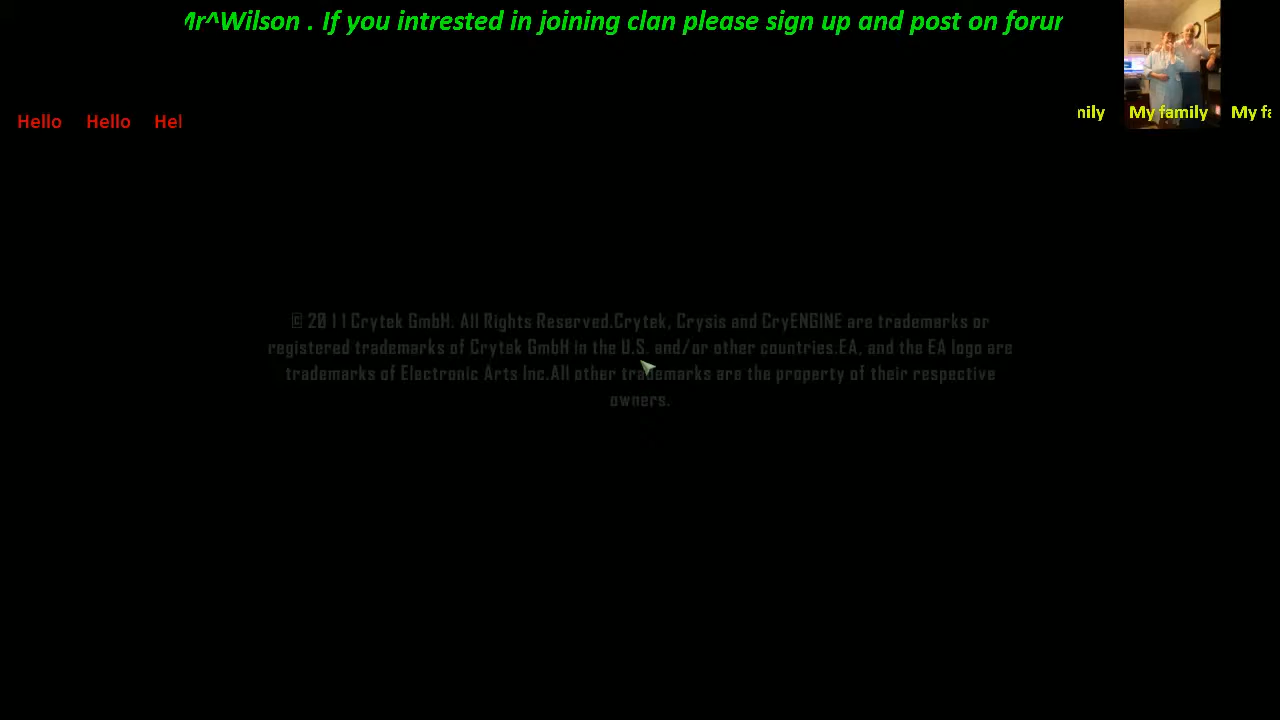 Mr^Wilson . If you intrested in joining clan please sign up and post on forum
Hello Hello Hel
mily My family My fa
© 2011 Crytek GmbH. All Rights Reserved.Crytek, Crysis and CryENGINE are trademarks or
registered trademarks of Crytek GmbH in the U.S. and/or other countries.EA, and the EA logo are
trademarks of Electronic Arts Inc.All other trademarks are the property of their respective
owners.